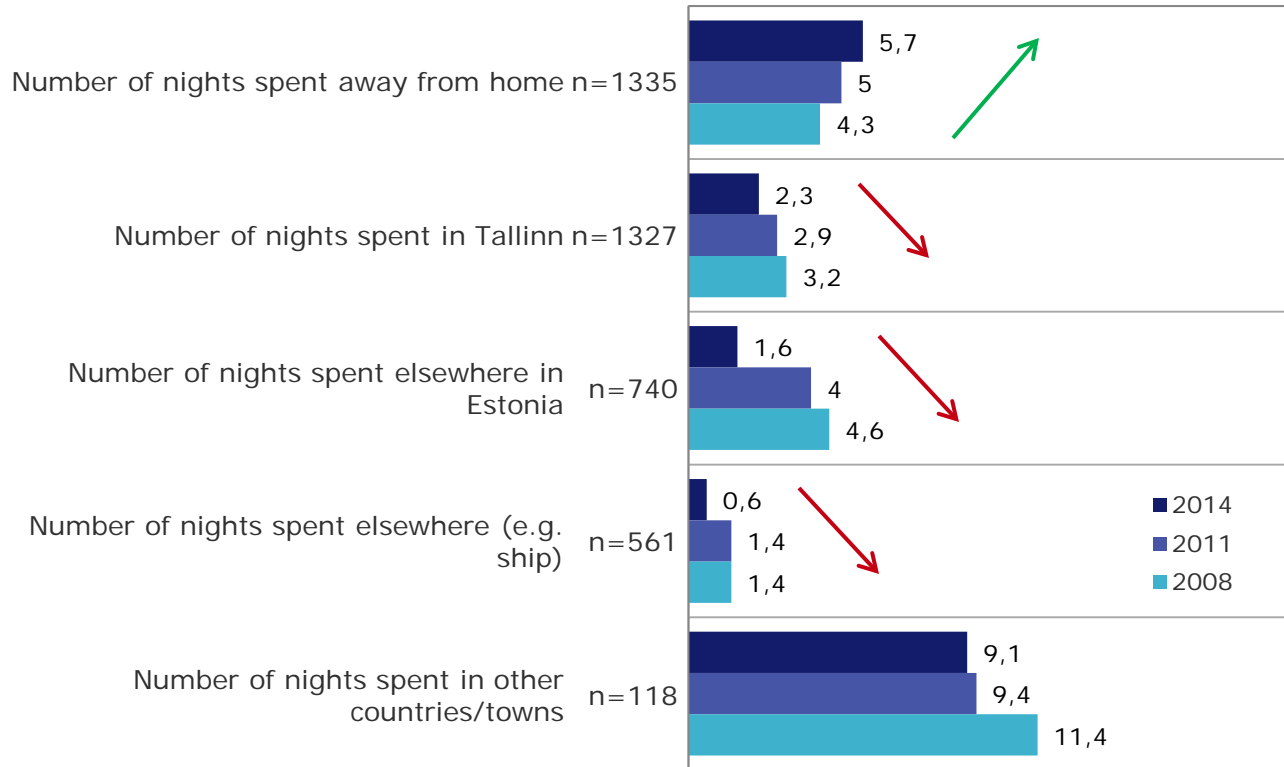 Number of nights spent away from home n=1335
5,7
5
4,3
Number of nights spent in Tallinn n=1327
2,3
2,9
3,2
Number of nights spent elsewhere in
Estonia
n=740
1,6
4
4,6
Number of nights spent elsewhere (e.g.
ship)
n=561
0,6
1,4
1,4
2014
2011
2008
Number of nights spent in other
countries/towns
n=118
9,1
9,4
11,4